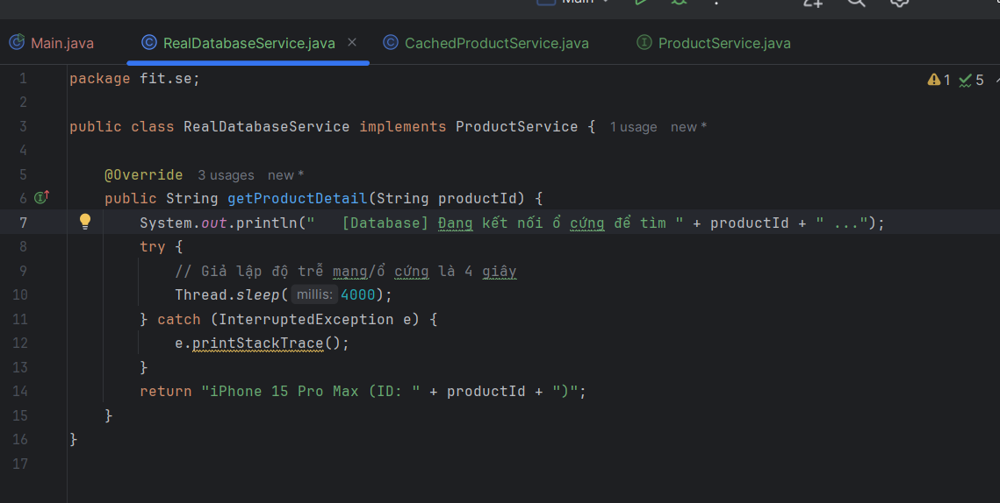 Main
Main.java RealDatabaseService.java CachedProductService.java ProductService.java
1 package fit.se; 1 5
2
3 public class RealDatabaseService implements ProductService { 1 usage new *
4
5 @Override 3 usages new *
6 public String getProductDetail(String productId) {
7 System.out.println("   [Database] Đang kết nối ổ cứng để tìm " + productId + " ...");
8 try {
9 // Giả lập độ trễ mạng/ổ cứng là 4 giây
10 Thread.sleep( millis: 4000);
11 } catch (InterruptedException e) {
12 e.printStackTrace();
13 }
14 return "iPhone 15 Pro Max (ID: " + productId + ")";
15 }
16 }
17